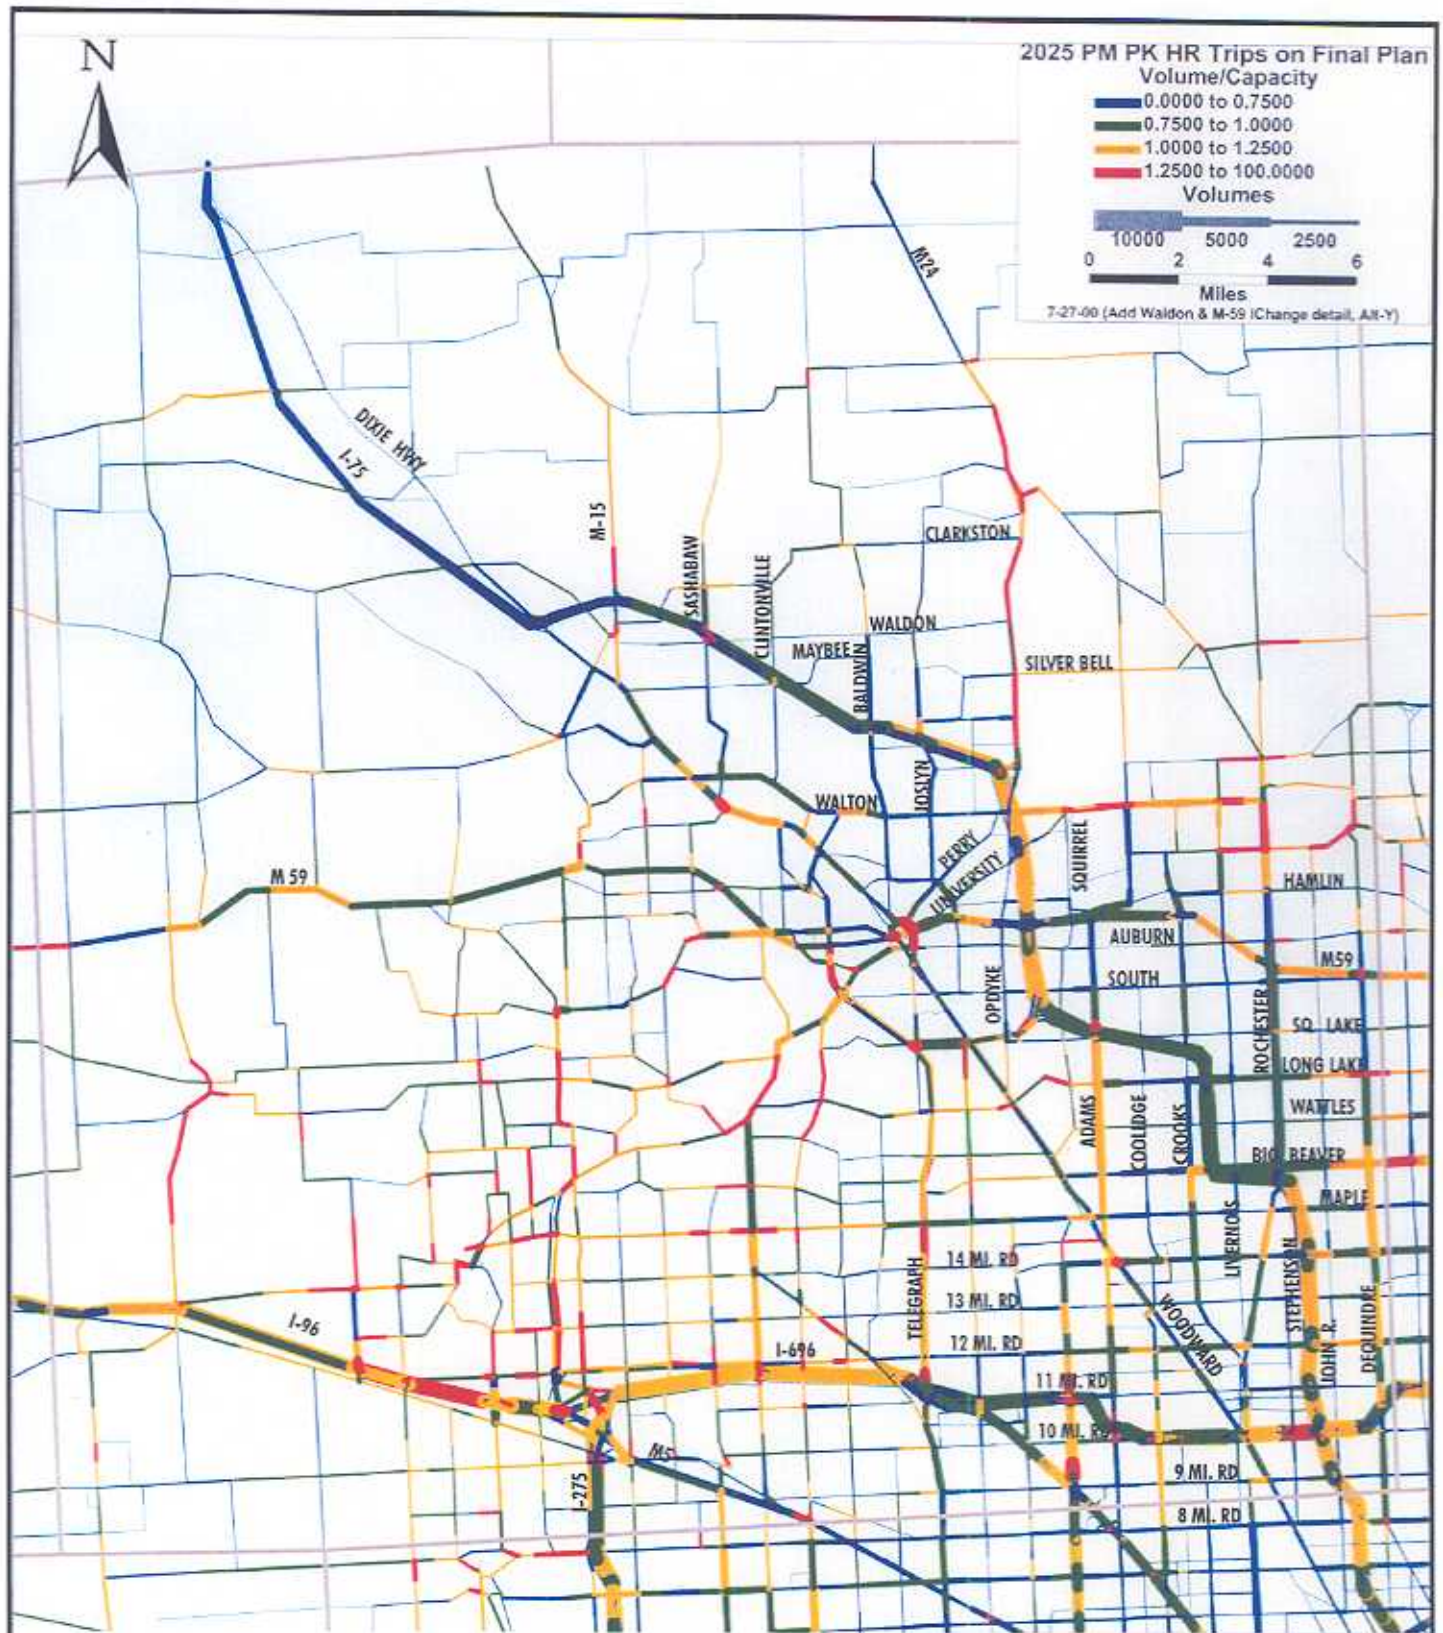 N
2025 PM PK HR Trips on Final Plan
Volume/Capacity
0.0000 to 0.7500
0.7500 to 1.0000
1.0000 to 1.2500
1.2500 to 100.0000
Volumes
10000 5000 2500
0 2 4 6
Miles
7-27-00 (Add Waldon & M-59 IChange detail, Alt-Y)
M24
DIXIE HWY
I-75
M-15
SASHABAW
CLINTONVILLE
CLARKSTON
WALDON
MAYBEE
BALDWIN
SILVER BELL
JOSLYN
WALTON
PERRY
UNIVERSITY
SQUIRREL
M 59
HAMLIN
AUBURN
M59
SOUTH
OPDYKE
ROCHESTER
SQ. LAKE
LONG LAKE
WATTLES
ADAMS
COOLIDGE
CROOKS
BIG BEAVER
MAPLE
LIVERNOIS
STEPHENSON
TELEGRAPH
14 MI. RD
13 MI. RD
12 MI. RD
WOODWARD
JOHN R.
DEQUINDRE
I-96
I-696
11 MI. RD
10 MI. RD
M5
9 MI. RD
I-275
8 MI. RD